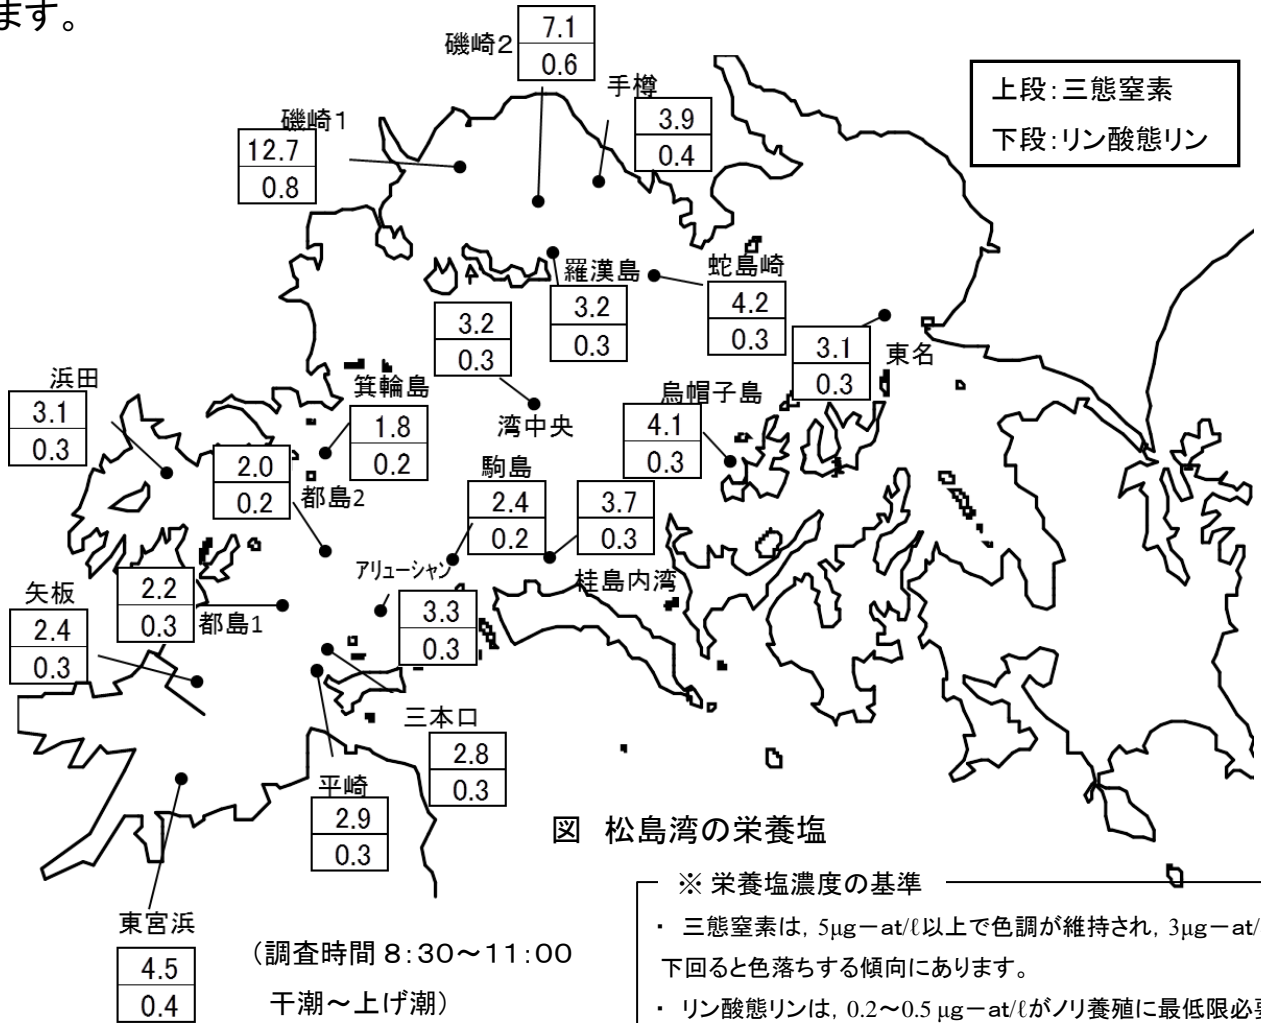 ます。
磯崎2
7.1
0.6
手樽
3.9
0.4
上段：三態窒素
下段：リン酸態リン
磯崎1
12.7
0.8
羅漢島
3.2
0.3
蛇島崎
4.2
0.3
3.2
0.3
湾中央
3.1
0.3
東名
浜田
3.1
0.3
箕輪島
1.8
0.2
烏帽子島
4.1
0.3
2.0
0.2
都島2
駒島
2.4
0.2
3.7
0.3
桂島内湾
アリューシャン
3.3
0.3
矢板
2.4
0.3
2.2
0.3
都島1
三本口
2.8
0.3
平崎
2.9
0.3
図 松島湾の栄養塩
東宮浜
4.5
0.4
（調査時間 8:30～11:00
干潮～上げ潮）
※ 栄養塩濃度の基準
・ 三態窒素は，5μg－at/ℓ以上で色調が維持され，3μg－at/
下回ると色落ちする傾向にあります。
・ リン酸態リンは，0.2～0.5 μg－at/ℓがノリ養殖に最低限必要